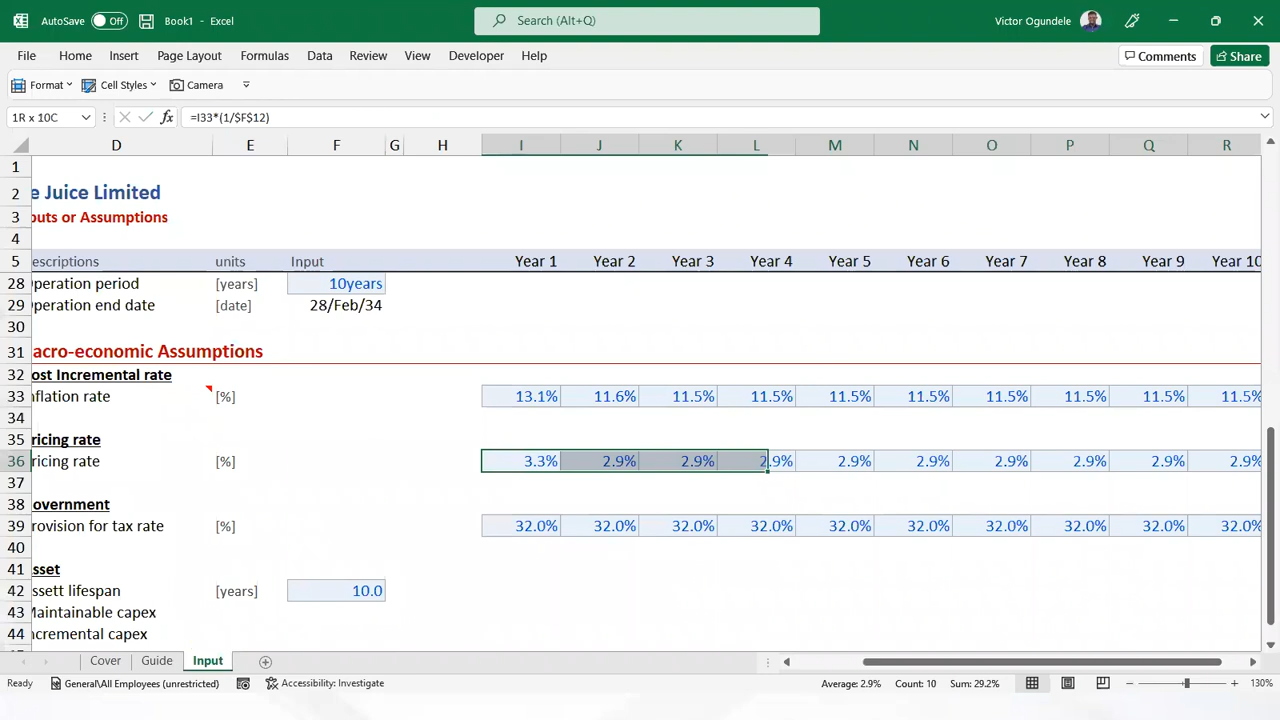 AutoSave Off Book1 - Excel Search (Alt+Q) Victor Ogundele
File Home Insert Page Layout Formulas Data Review View Developer Help Comments Share
Format Cell Styles Camera
1R x 10C fx =I33*(1/$F$12)
D E F G H I J K L M N O P Q R
1
2 e Juice Limited
3 puts or Assumptions
4
5 escriptions units Input Year 1 Year 2 Year 3 Year 4 Year 5 Year 6 Year 7 Year 8 Year 9 Year 10
28 Operation period [years] 10years
29 Operation end date [date] 28/Feb/34
30
31 acro-economic Assumptions
32 ost Incremental rate
33 nflation rate [%] 13.1% 11.6% 11.5% 11.5% 11.5% 11.5% 11.5% 11.5% 11.5% 11.5%
34
35 ricing rate
36 ricing rate [%] 3.3% 2.9% 2.9% 2.9% 2.9% 2.9% 2.9% 2.9% 2.9% 2.9%
37
38 overnment
39 rovision for tax rate [%] 32.0% 32.0% 32.0% 32.0% 32.0% 32.0% 32.0% 32.0% 32.0% 32.0%
40
41 sset
42 ssett lifespan [years] 10.0
43 Maintainable capex
44 ncremental capex
Cover Guide Input
Ready General\All Employees (unrestricted) Accessibility: Investigate Average: 2.9% Count: 10 Sum: 29.2% 130%